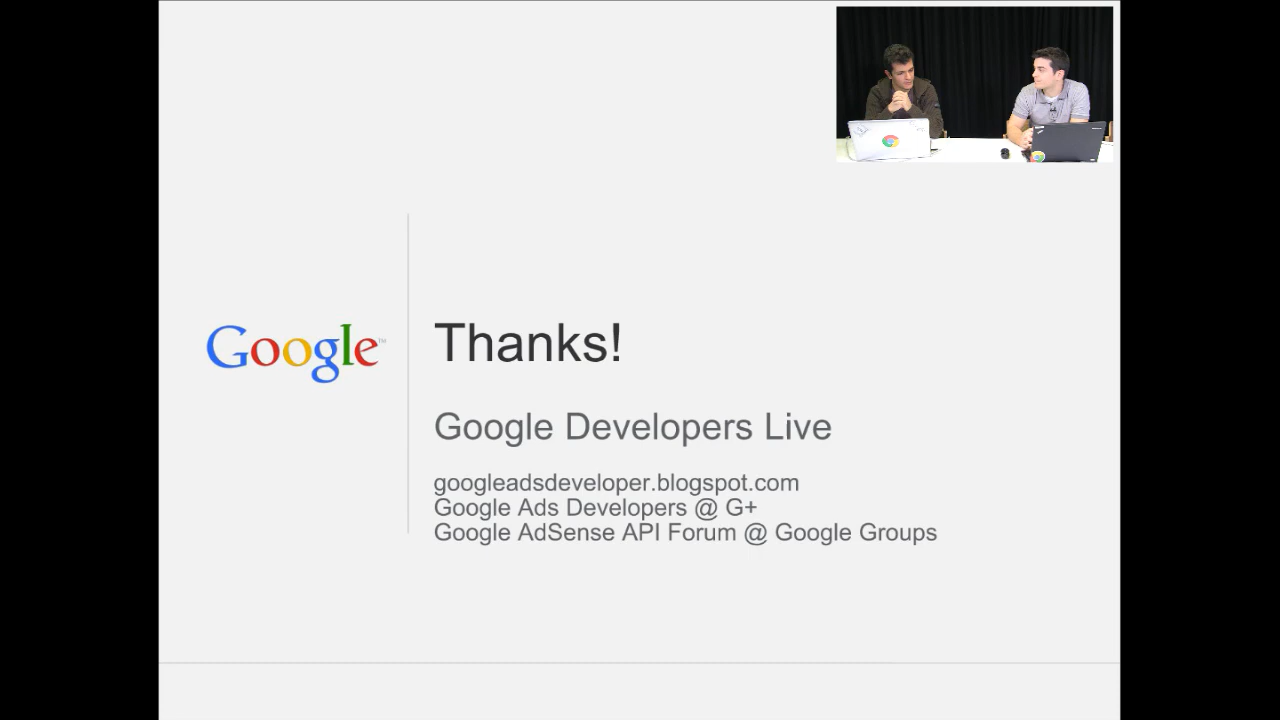 Google
Thanks!
Google Developers Live
googleadsdeveloper.blogspot.com
Google Ads Developers @ G+
Google AdSense API Forum @ Google Groups